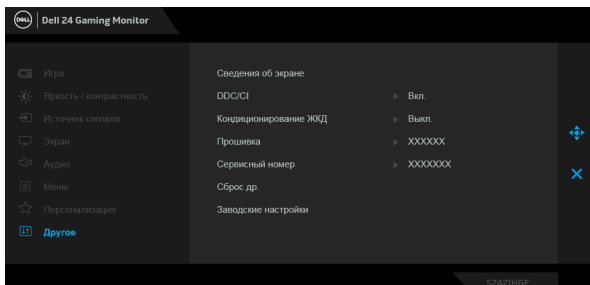 DELL Dell 24 Gaming Monitor
Игра
Яркость / контрастность
Источник сигнала
Экран
Аудио
Меню
Персонализация
Другое
Сведения об экране
DDC/CI Вкл.
Кондиционирование ЖКД Выкл.
Прошивка XXXXXX
Сервисный номер XXXXXXX
Сброс др.
Заводские настройки
S2421HGF